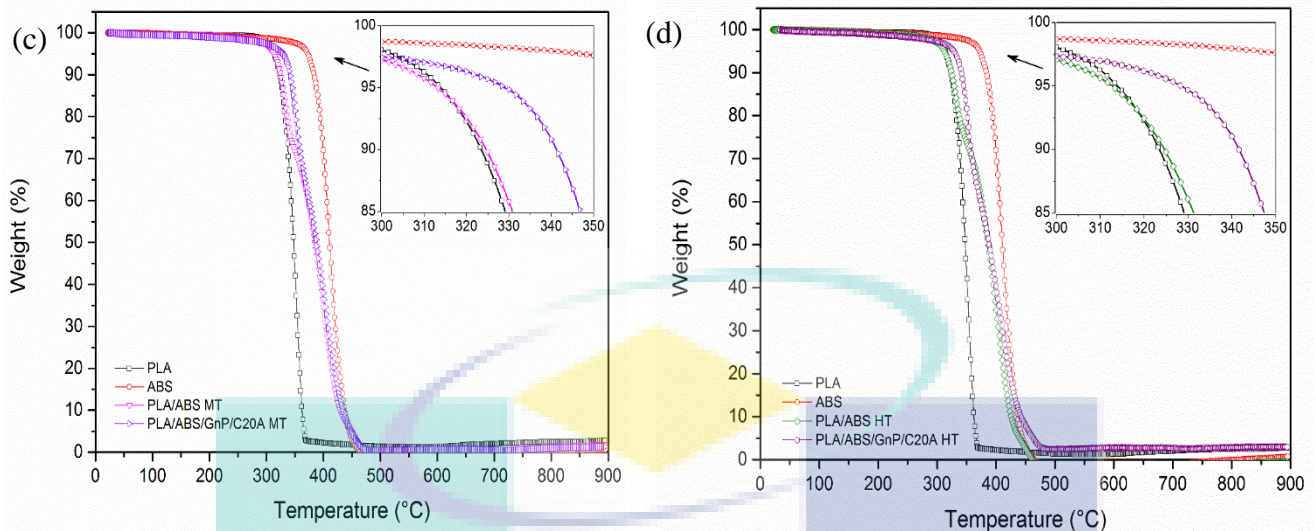 (c)
Weight (%)
100
90
80
70
60
50
40
30
20
10
0
0 100 200 300 400 500 600 700 800 900
Temperature (°C)
100
95
90
85
300 310 320 330 340 350
PLA
ABS
PLA/ABS MT
PLA/ABS/GnP/C20A MT
(d)
Weight (%)
100
90
80
70
60
50
40
30
20
10
0
0 100 200 300 400 500 600 700 800 900
Temperature (°C)
100
95
90
85
300 310 320 330 340 350
PLA
ABS
PLA/ABS HT
PLA/ABS/GnP/C20A HT